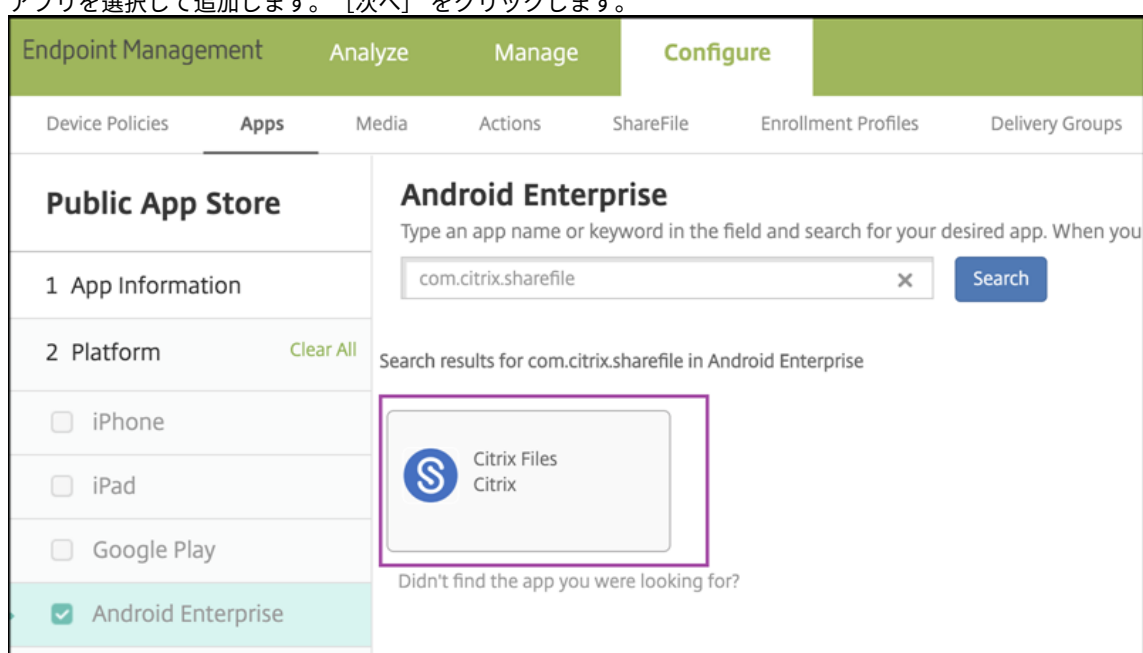 アプリを選択して追加します。［次へ］ をクリックします。
Endpoint Management Analyze Manage Configure
Device Policies Apps Media Actions ShareFile Enrollment Profiles Delivery Groups
Public App Store
1 App Information
2 Platform Clear All
iPhone
iPad
Google Play
Android Enterprise
Android Enterprise
Type an app name or keyword in the field and search for your desired app. When you
com.citrix.sharefile Search
Search results for com.citrix.sharefile in Android Enterprise
Citrix Files
Citrix
Didn't find the app you were looking for?